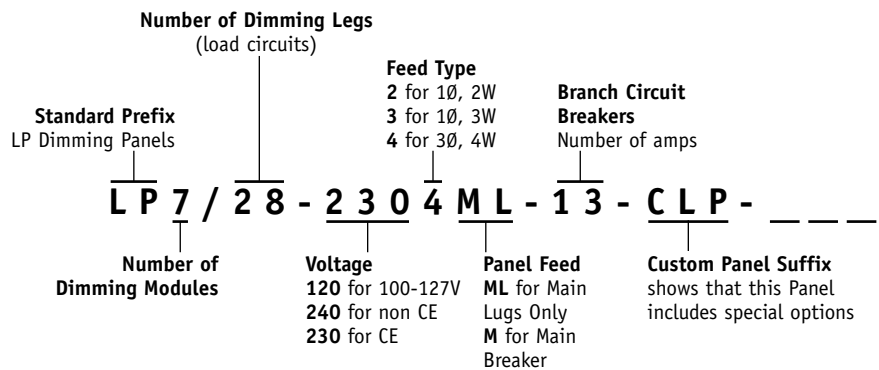 Number of Dimming Legs
(load circuits)
Feed Type
2 for 1Ø, 2W
3 for 1Ø, 3W
4 for 3Ø, 4W
Branch Circuit
Breakers
Number of amps
Standard Prefix
LP Dimming Panels
LP7/28-2304ML-13-CLP-_ _ _
Number of
Dimming Modules
Voltage
120 for 100-127V
240 for non CE
230 for CE
Panel Feed
ML for Main
Lugs Only
M for Main
Breaker
Custom Panel Suffix
shows that this Panel
includes special options